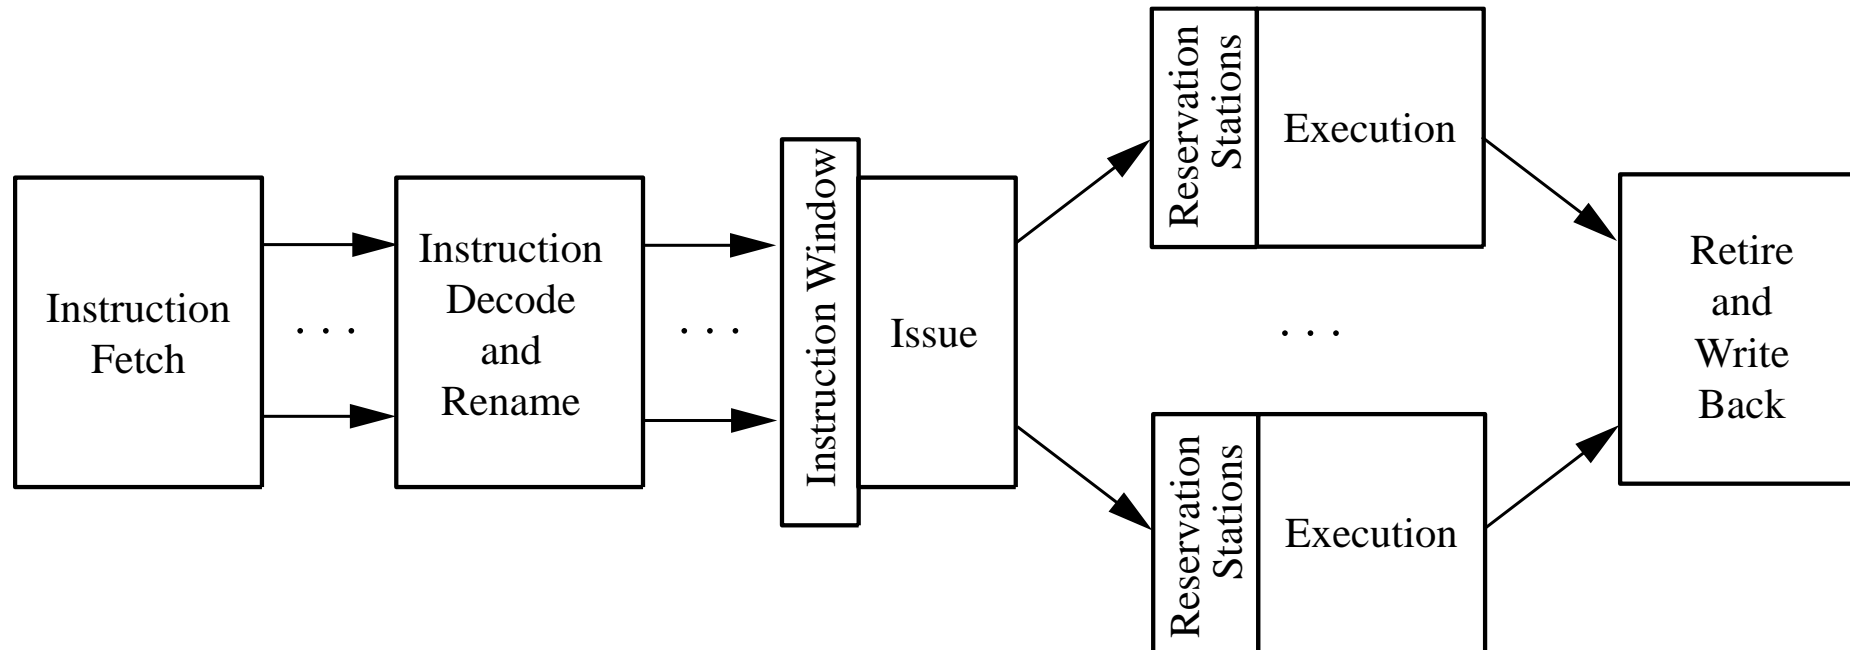 Instruction
Fetch
. . .
Instruction
Decode
and
Rename
. . .
Instruction Window
Issue
Reservation
Stations
Execution
. . .
Reservation
Stations
Execution
Retire
and
Write
Back